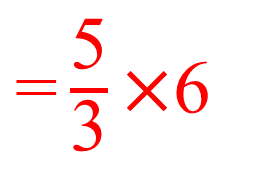 = 5/3 × 6